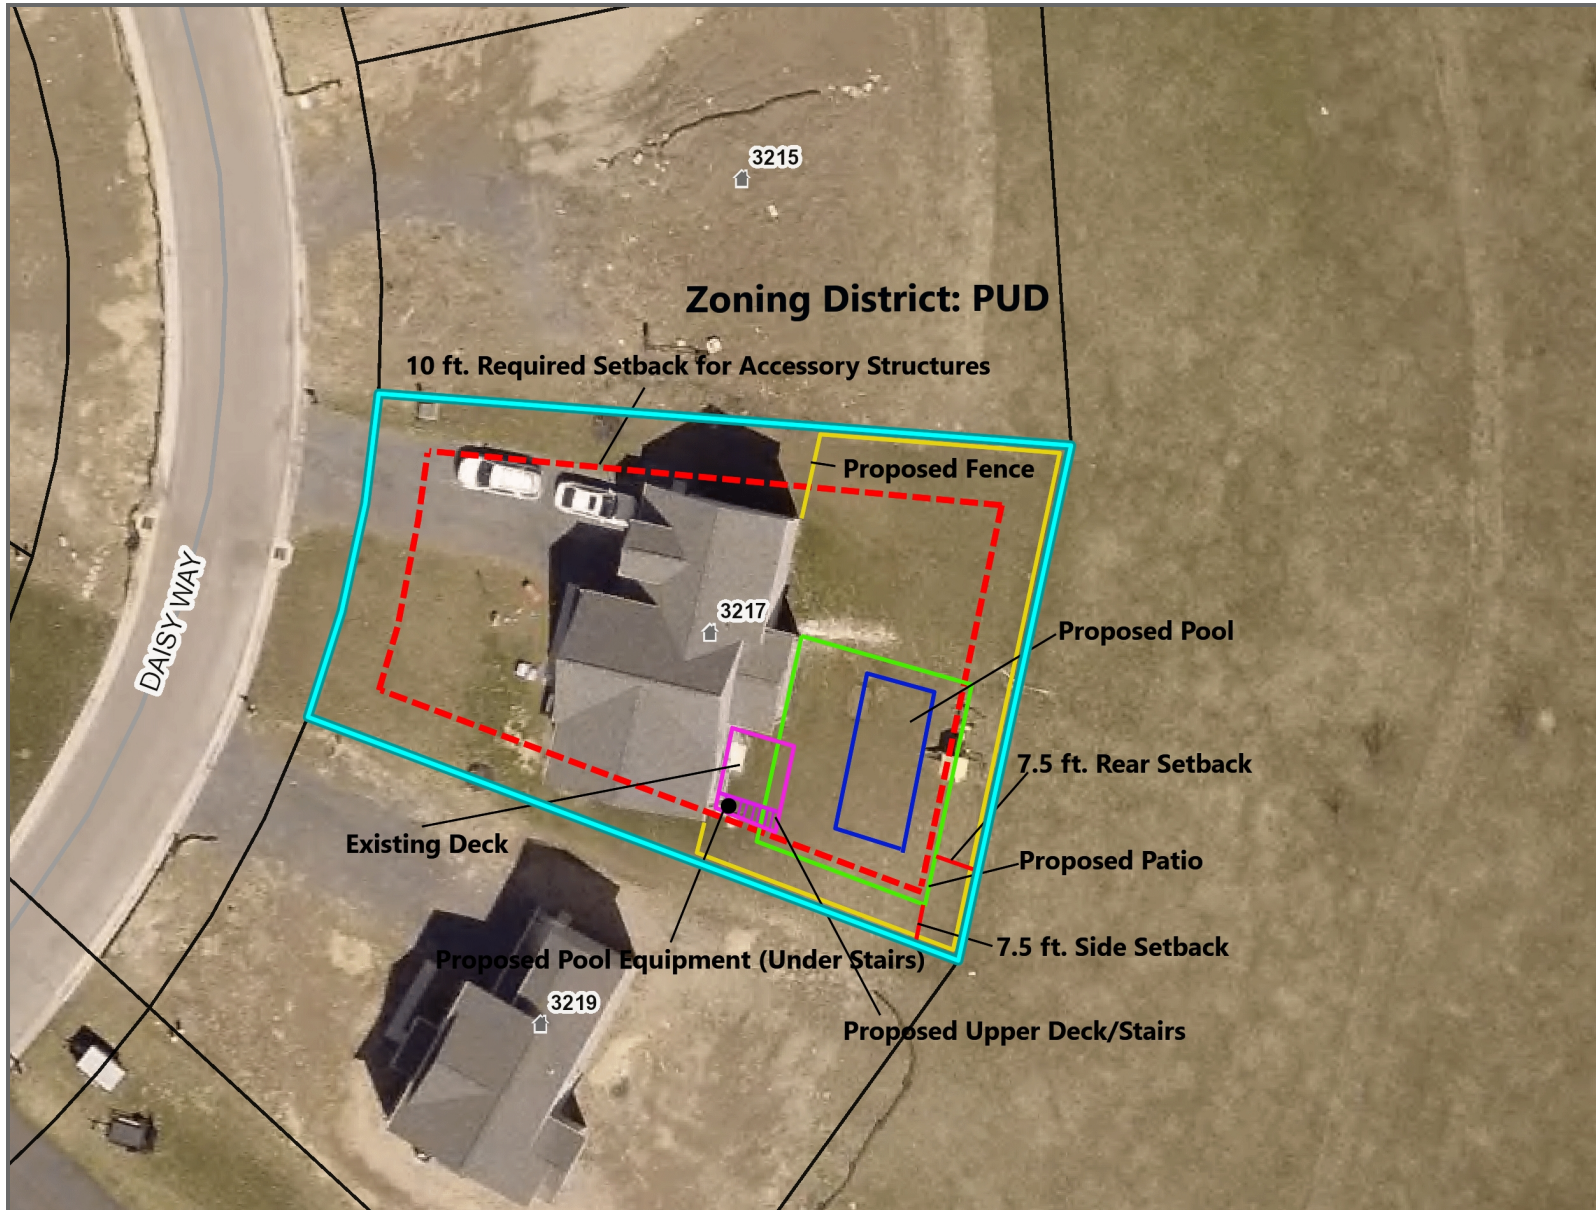 3215
Zoning District: PUD
10 ft. Required Setback for Accessory Structures
Proposed Fence
DAISY WAY
3217
Proposed Pool
7.5 ft. Rear Setback
Existing Deck
Proposed Patio
7.5 ft. Side Setback
Proposed Pool Equipment (Under Stairs)
3219
Proposed Upper Deck/Stairs